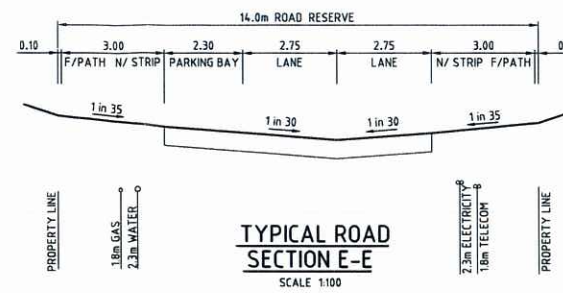 14.0m ROAD RESERVE
0.10 3.00 2.30 2.75 2.75 3.00
F/PATH N/ STRIP PARKING BAY LANE LANE N/ STRIP F/PATH
1 in 35 1 in 30 1 in 30 1 in 35
PROPERTY LINE
1.8m GAS
2.3m WATER
2.3m ELECTRICITY
1.8m TELECOM
PROPERTY LINE
TYPICAL ROAD
SECTION E-E
SCALE 1:100